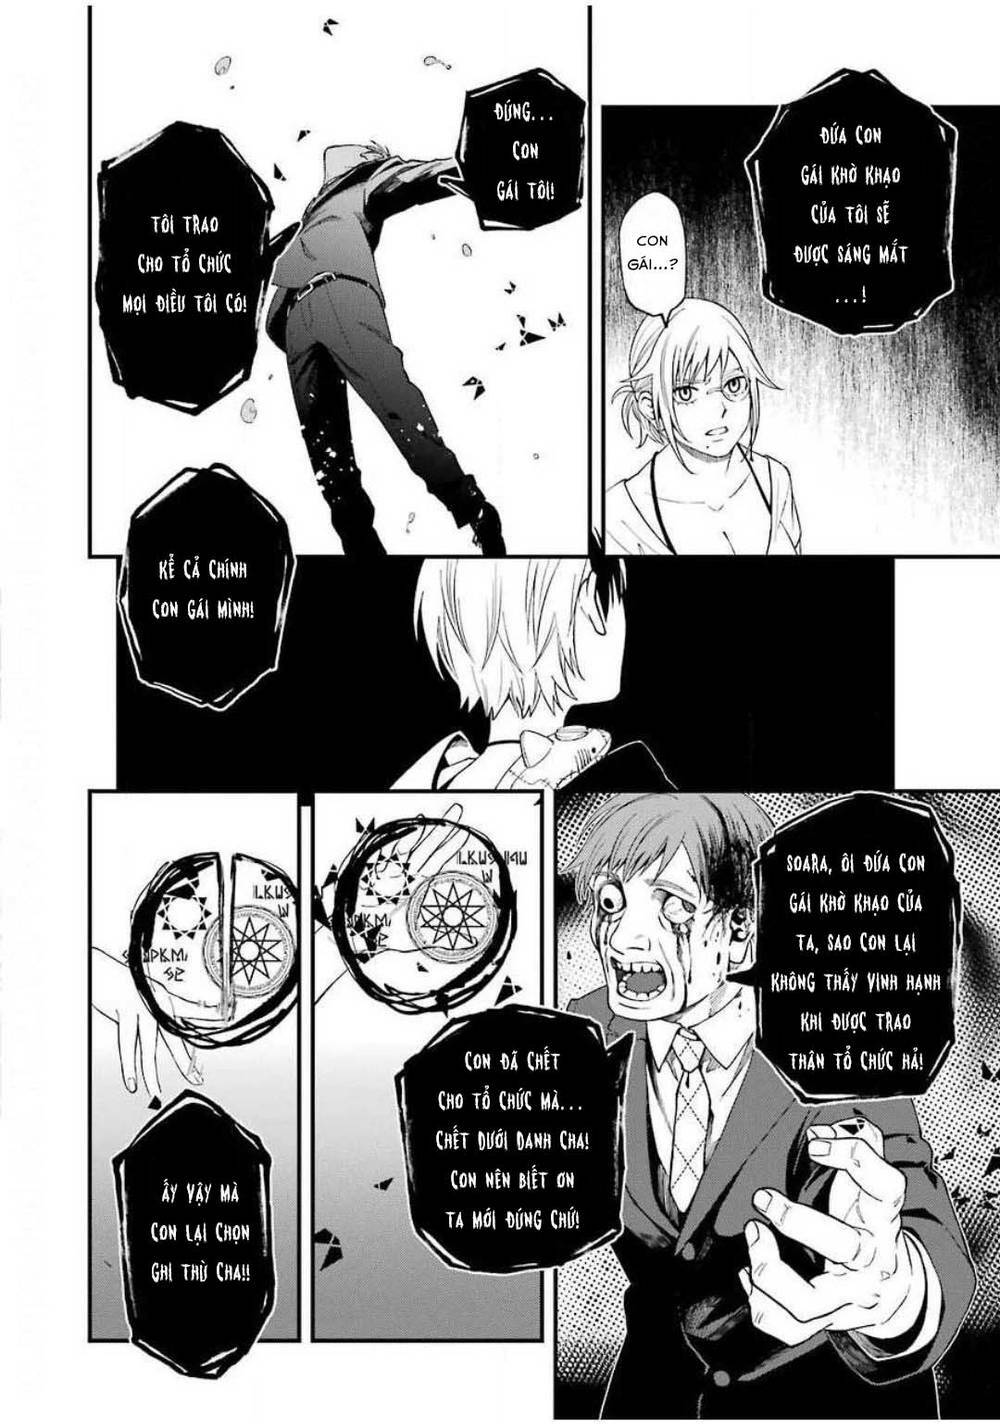 ĐỨA CON
GÁI KHỜ KHẠO
CỦA TÔI SẼ
ĐƯỢC SÁNG MẮT
...!
CON
GÁI...?
ĐỨNG...
CON
GÁI TÔI!
TÔI TRAO
CHO TỔ CHỨC
MỌI ĐIỀU TÔI CÓ!
KỂ CẢ CHÍNH
CON GÁI MÌNH!
SOARA, ÔI ĐỨA CON
GÁI KHỜ KHẠO CỦA
TA, SAO CON LẠI
KHÔNG THẤY VINH HẠNH
KHI ĐƯỢC TRAO
THÂN TỔ CHỨC HẢ!
CON ĐÃ CHẾT
CHO TỔ CHỨC MÀ...
CHẾT DƯỚI DANH CHA!
CON NÊN BIẾT ƠN
TA MỚI ĐÚNG CHỨ!
ẤY VẬY MÀ
CON LẠI CHỌN
GHI THÙ CHA!!